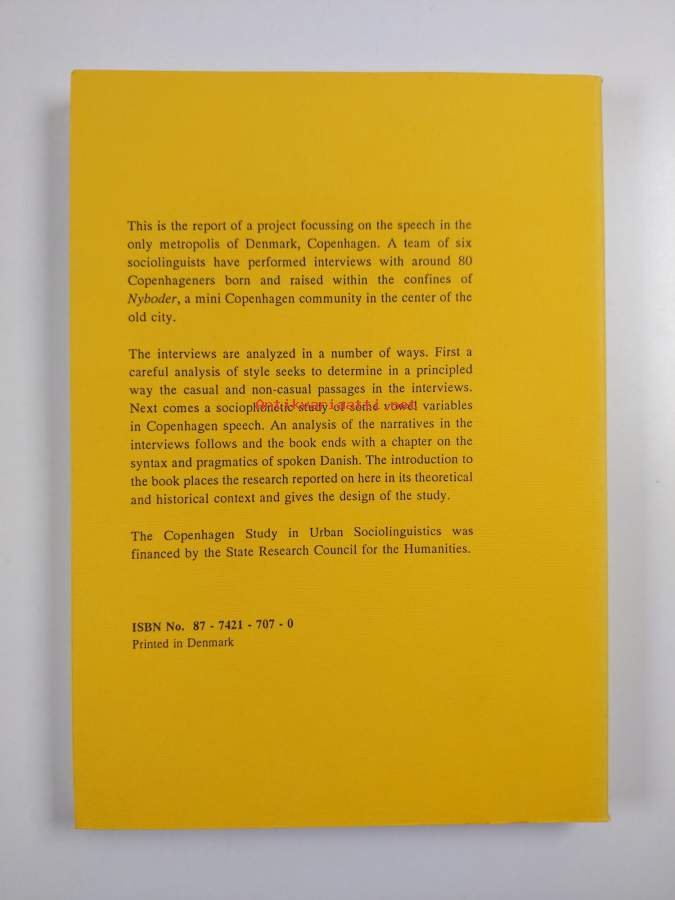 This is the report of a project focussing on the speech in the
only metropolis of Denmark, Copenhagen. A team of six
sociolinguists have performed interviews with around 80
Copenhageners born and raised within the confines of
Nyboder, a mini Copenhagen community in the center of the
old city.
The interviews are analyzed in a number of ways. First a
careful analysis of style seeks to determine in a principled
way the casual and non-casual passages in the interviews.
Next comes a sociophonetic study of some vowel variables
Antikvariaatti.net
in Copenhagen speech. An analysis of the narratives in the
interviews follows and the book ends with a chapter on the
syntax and pragmatics of spoken Danish. The introduction to
the book places the research reported on here in its theoretical
and historical context and gives the design of the study.
The Copenhagen Study in Urban Sociolinguistics was
financed by the State Research Council for the Humanities.
ISBN No. 87 - 7421 - 707 - 0
Printed in Denmark